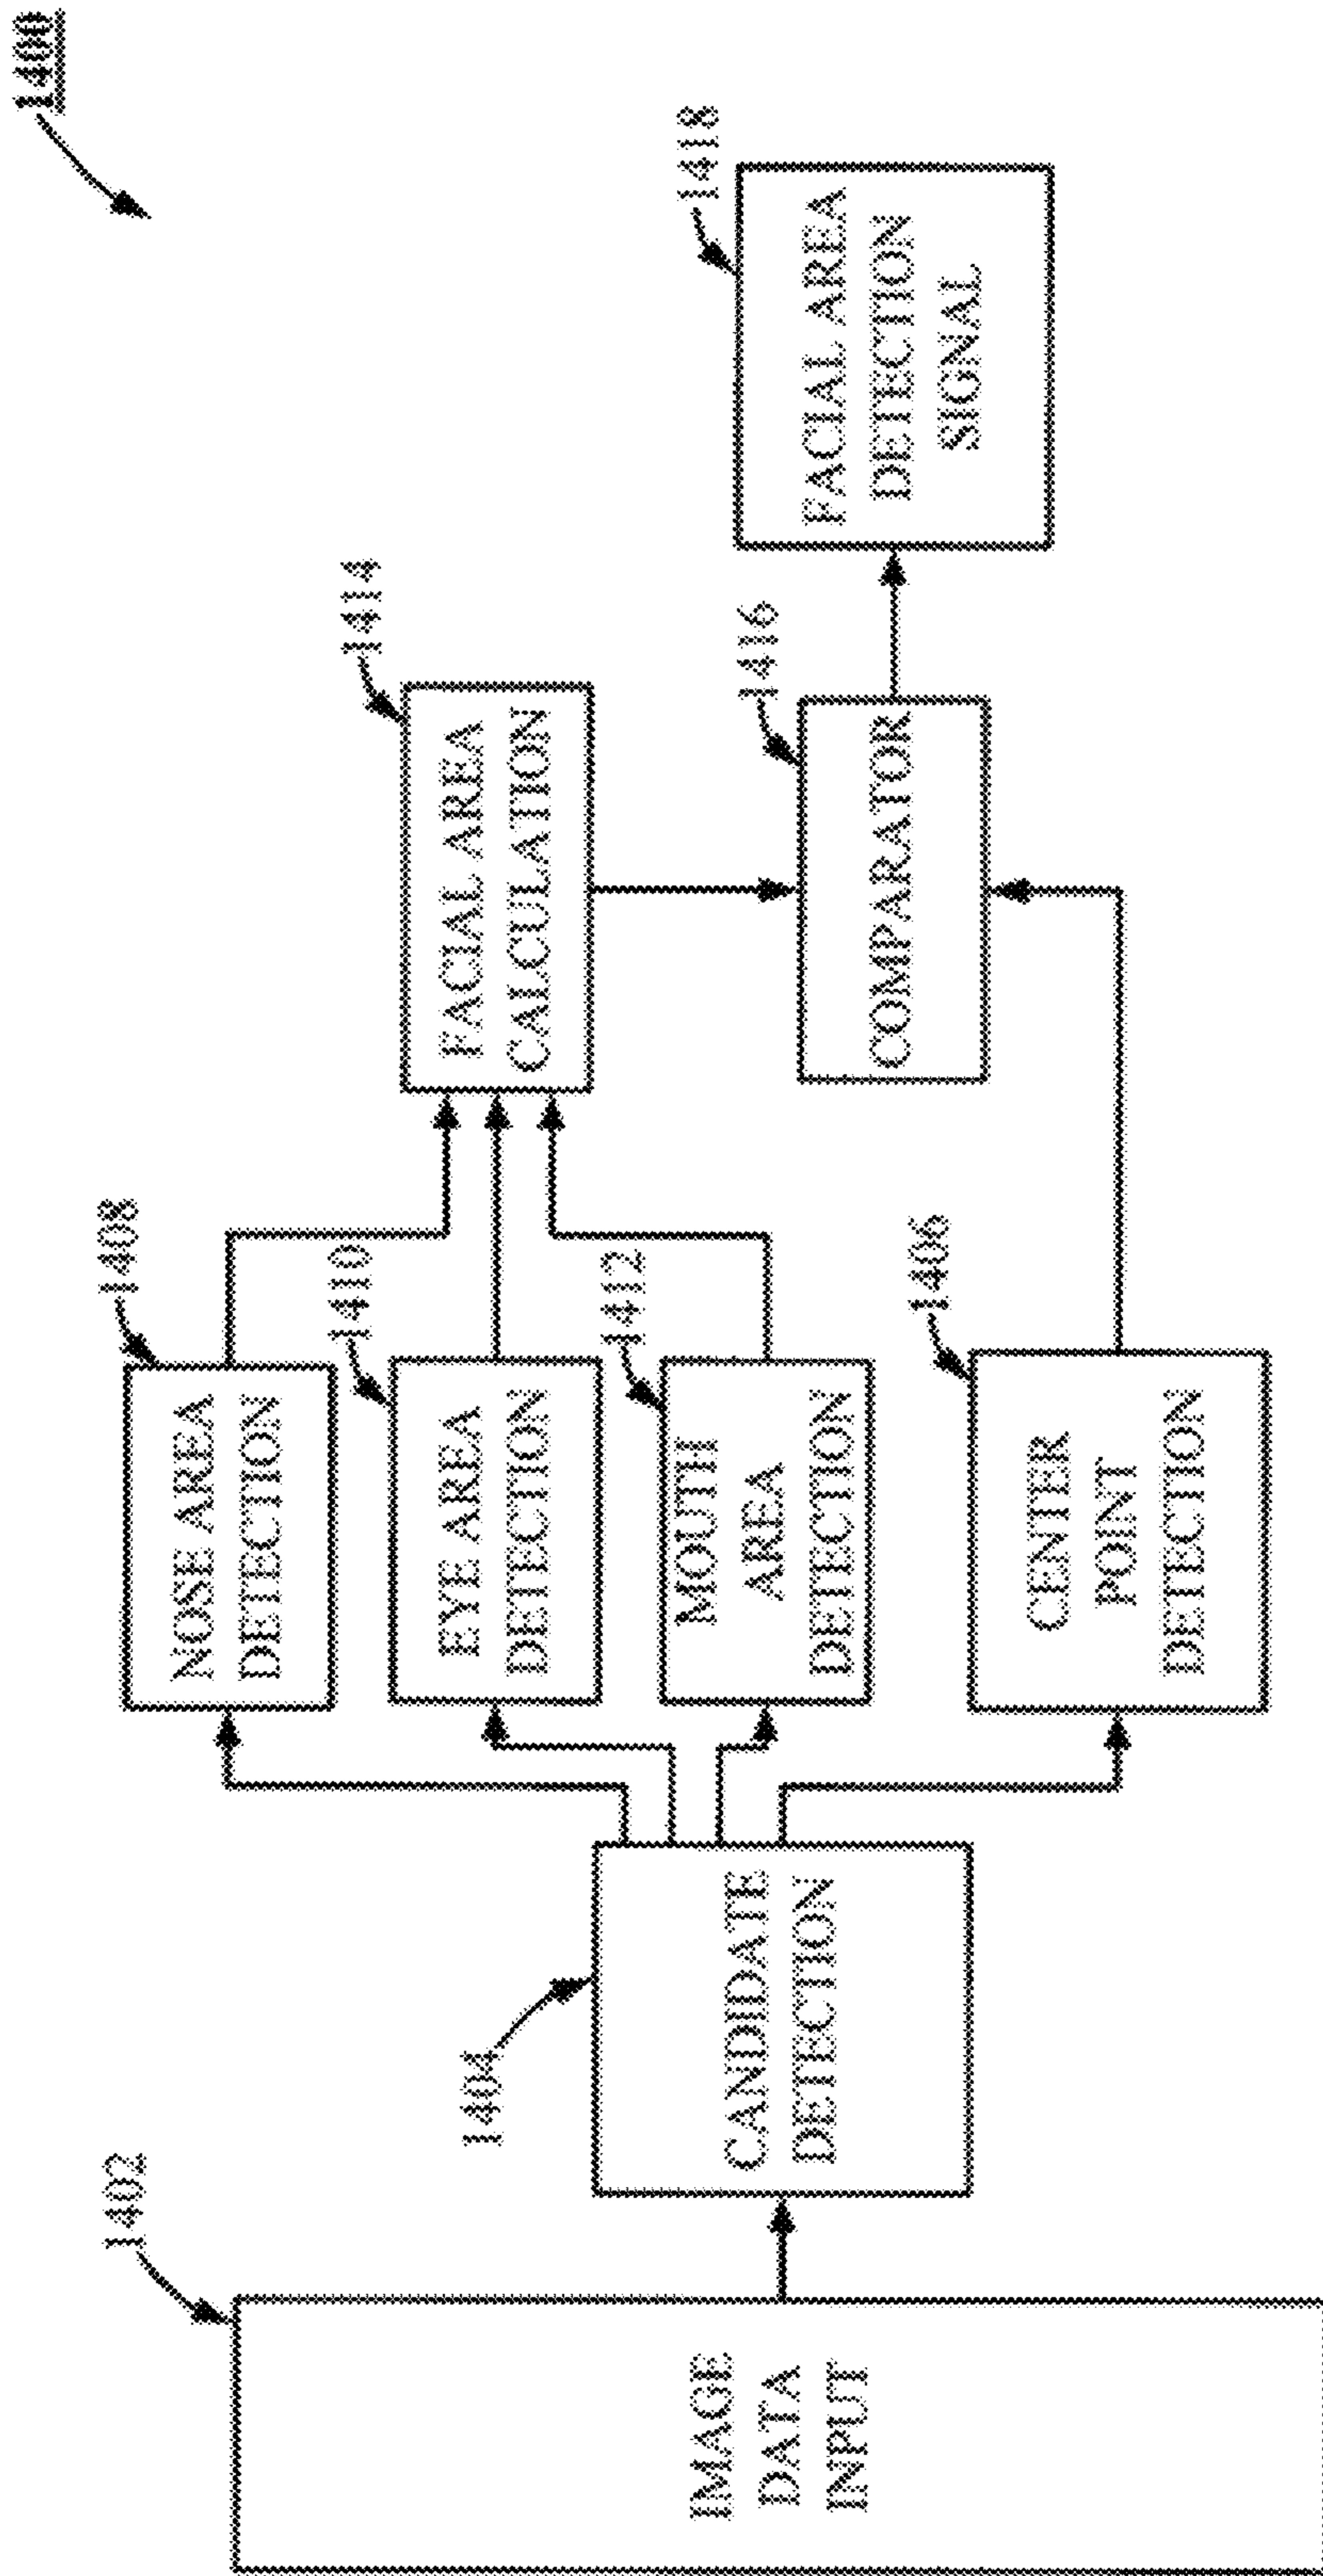 1400
1402
IMAGE
DATA
INPUT
1404
CANDIDATE
DETECTION
1408
NOSE AREA
DETECTION
1410
EYE AREA
DETECTION
1412
MOUTH
AREA
DETECTION
1406
CENTER
POINT
DETECTION
1414
FACIAL AREA
CALCULATION
1416
COMPARATOR
1418
FACIAL AREA
DETECTION
SIGNAL